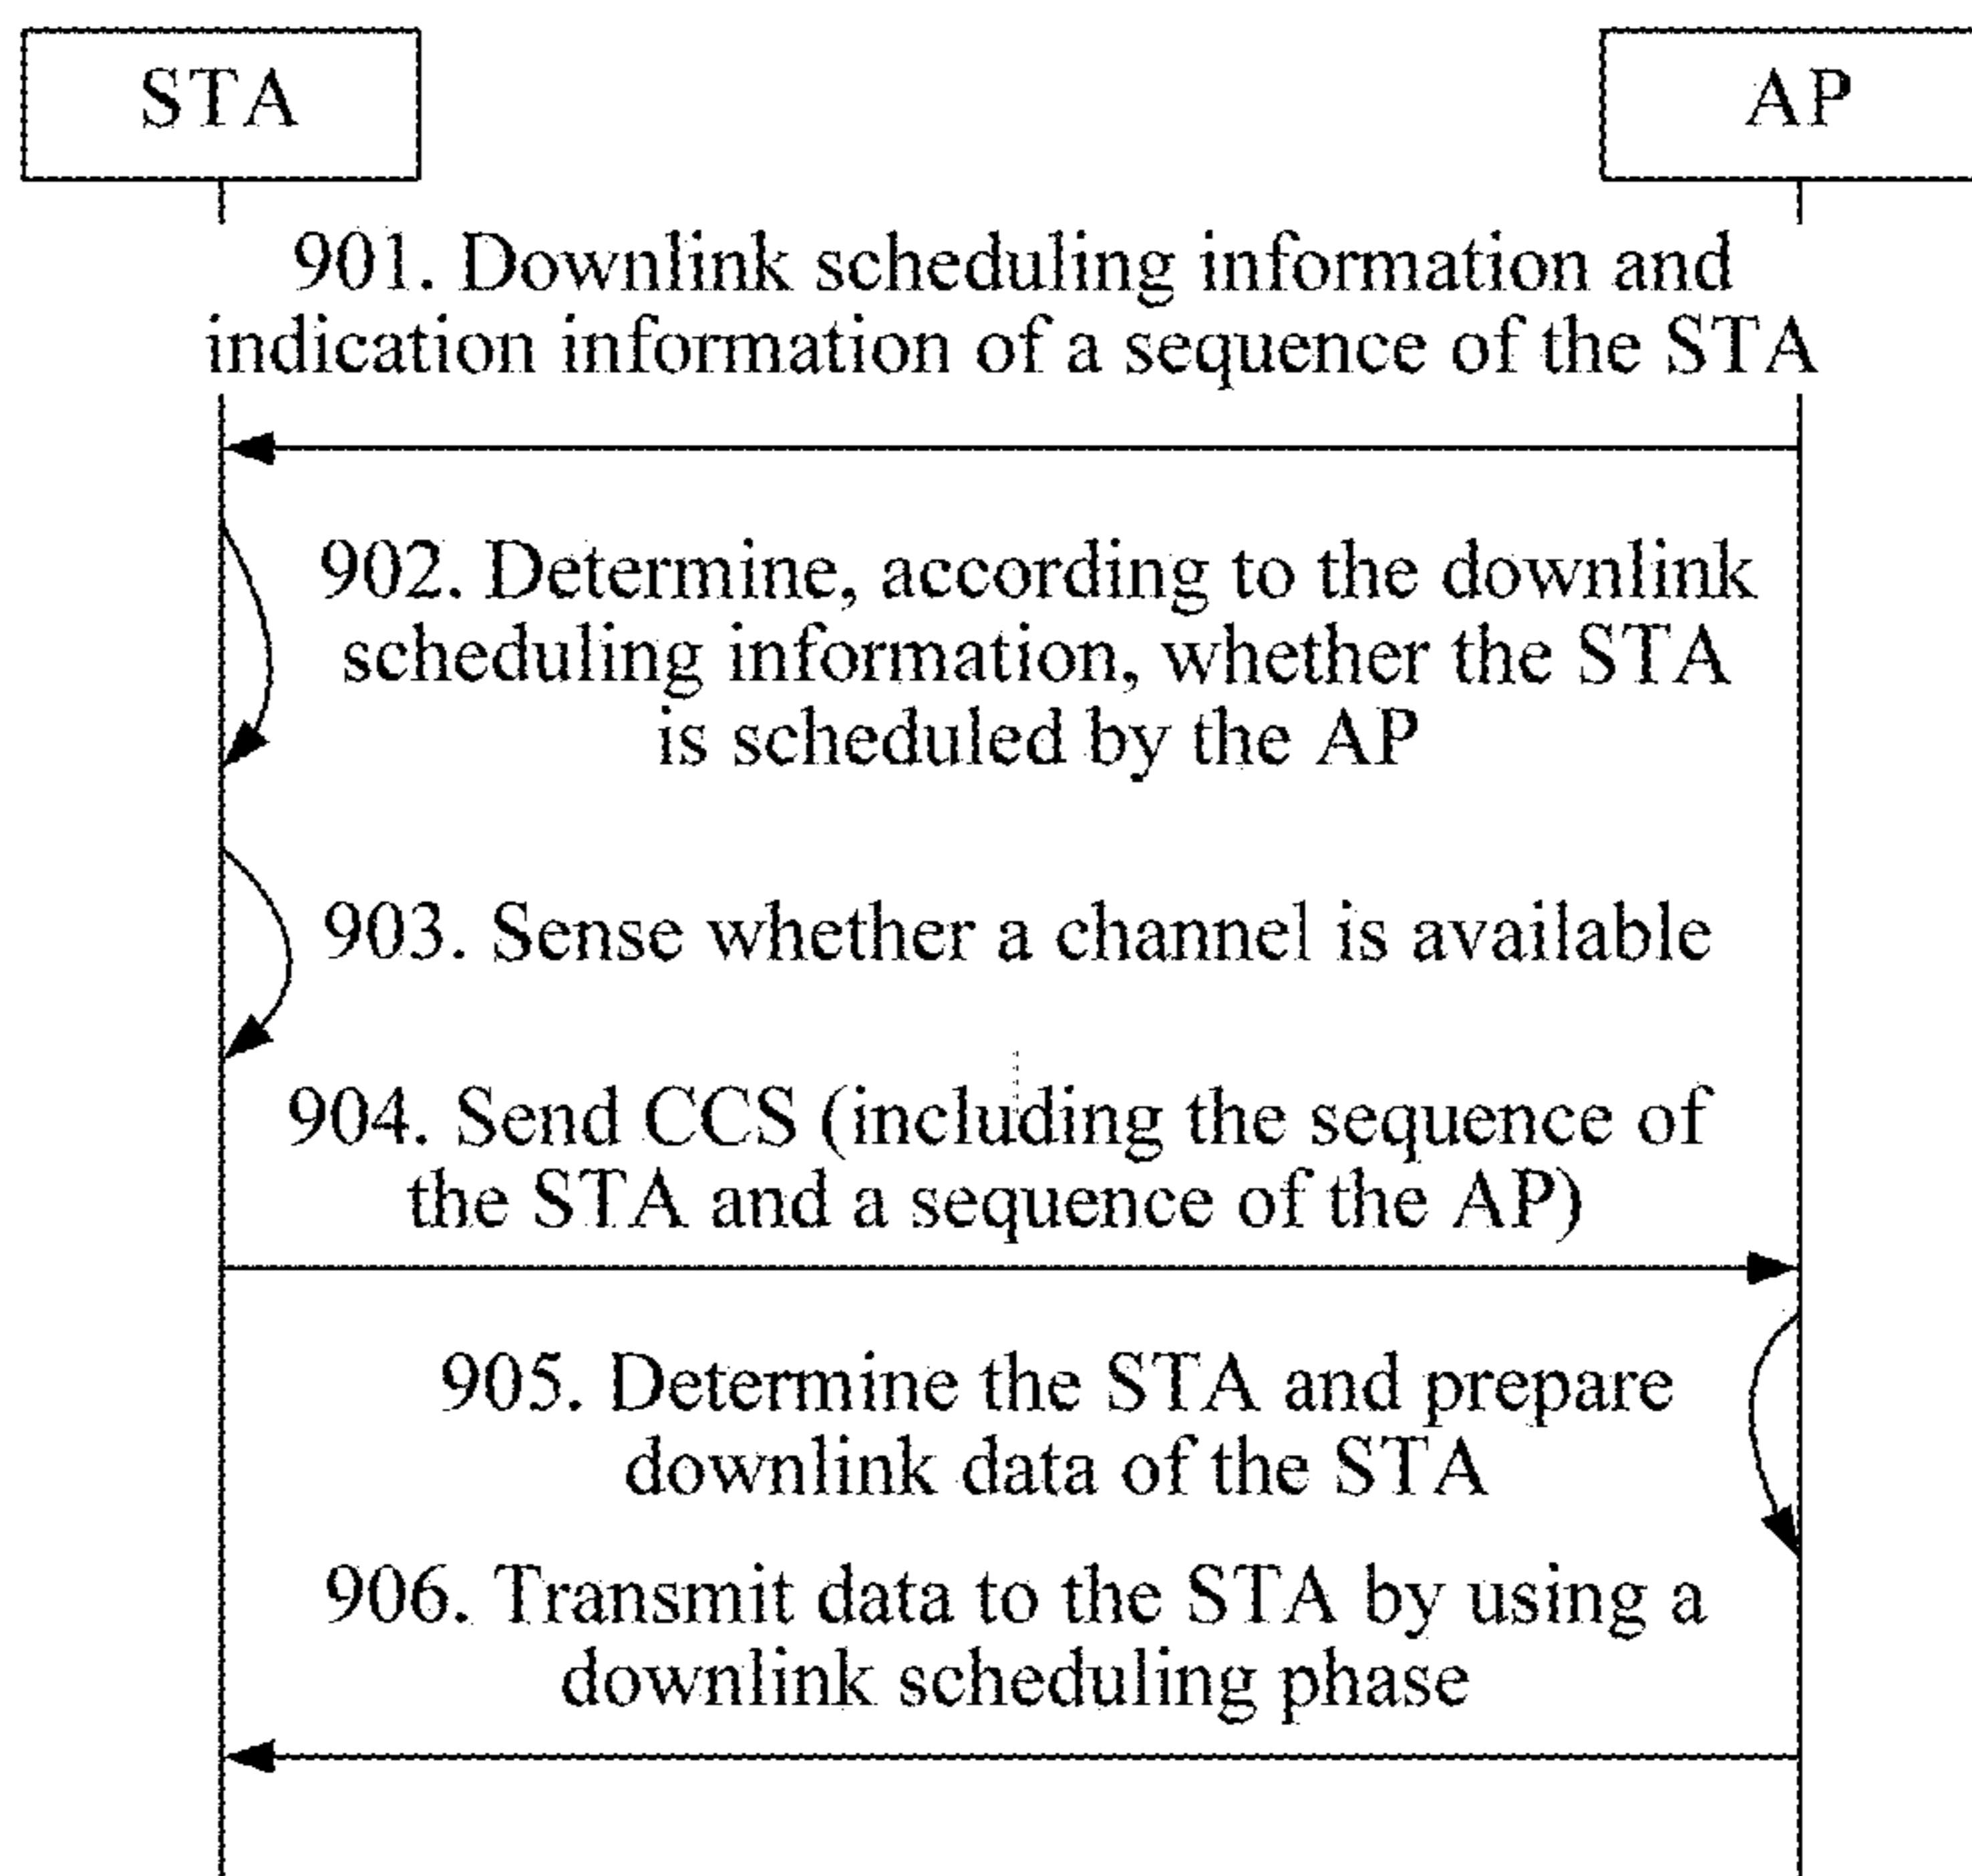 STA
AP
901. Downlink scheduling information and
indication information of a sequence of the STA
902. Determine, according to the downlink
scheduling information, whether the STA
is scheduled by the AP
903. Sense whether a channel is available
904. Send CCS (including the sequence of
the STA and a sequence of the AP)
905. Determine the STA and prepare
downlink data of the STA
906. Transmit data to the STA by using a
downlink scheduling phase